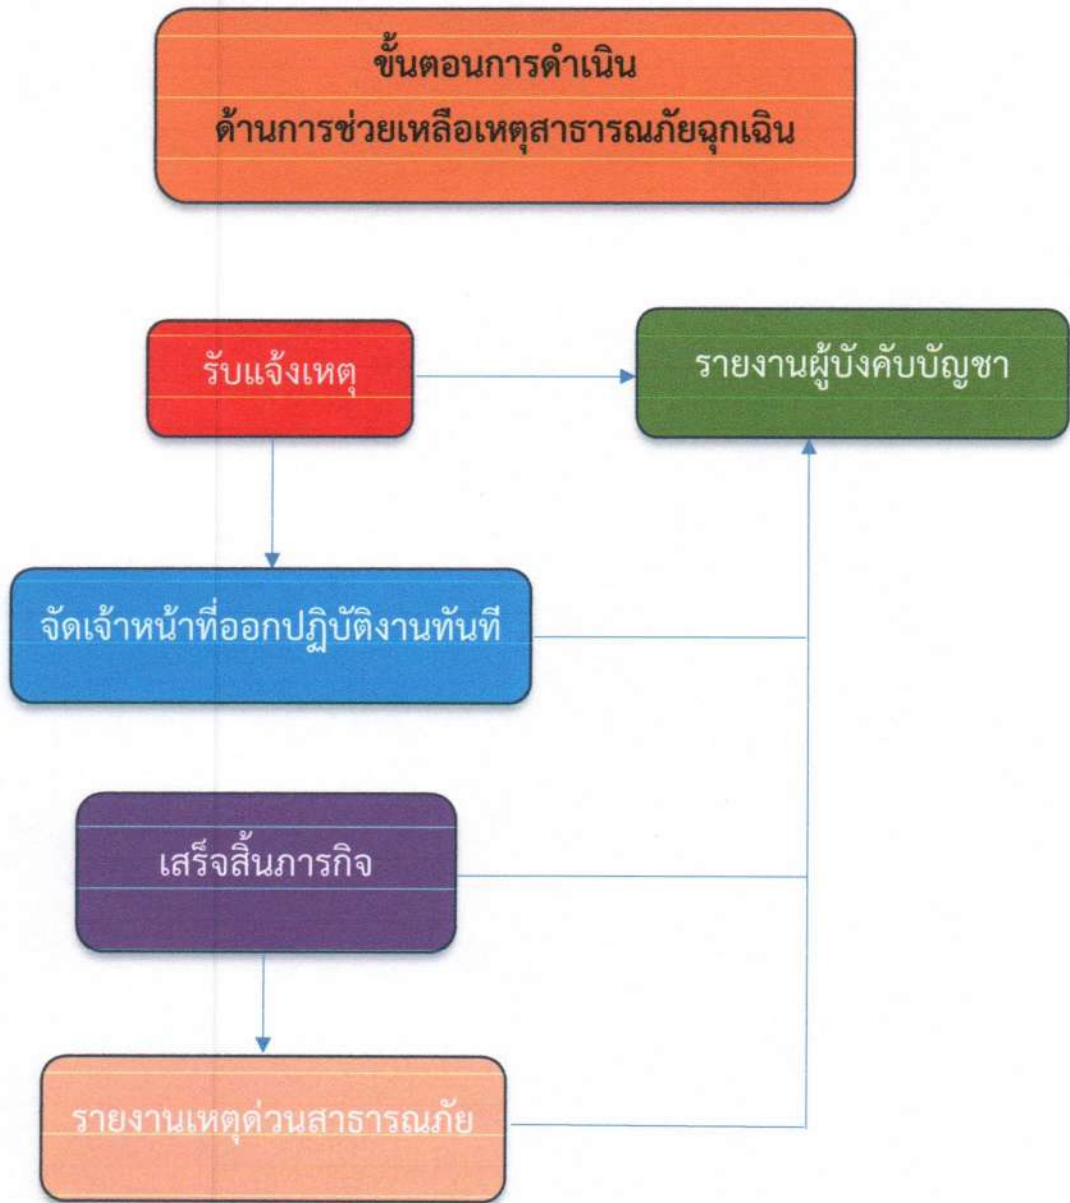 ขั้นตอนการดำเนิน
ด้านการช่วยเหลือเหตุสาธารณภัยฉุกเฉิน
รับแจ้งเหตุ
รายงานผู้บังคับบัญชา
จัดเจ้าหน้าที่ออกปฏิบัติงานทันที
เสร็จสิ้นภารกิจ
รายงานเหตุด่วนสาธารณภัย